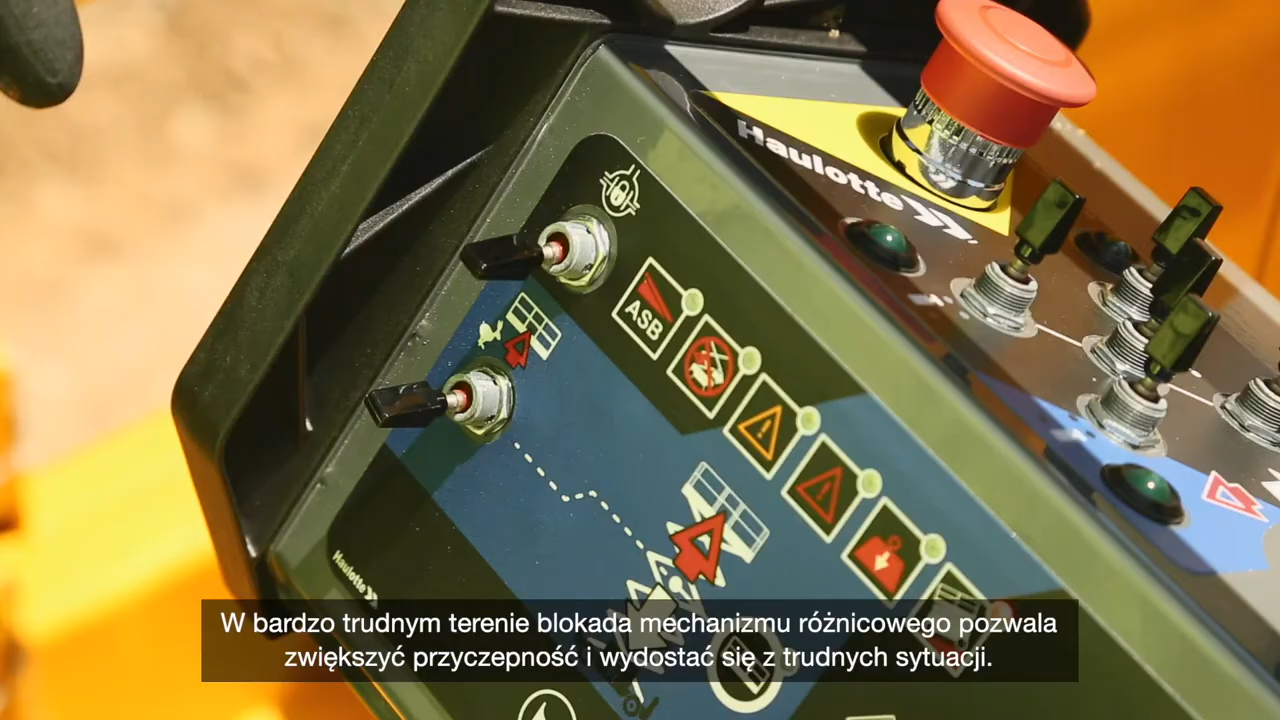 Haulotte
ASB
Haulotte
W bardzo trudnym terenie blokada mechanizmu różnicowego pozwala
zwiększyć przyczepność i wydostać się z trudnych sytuacji.